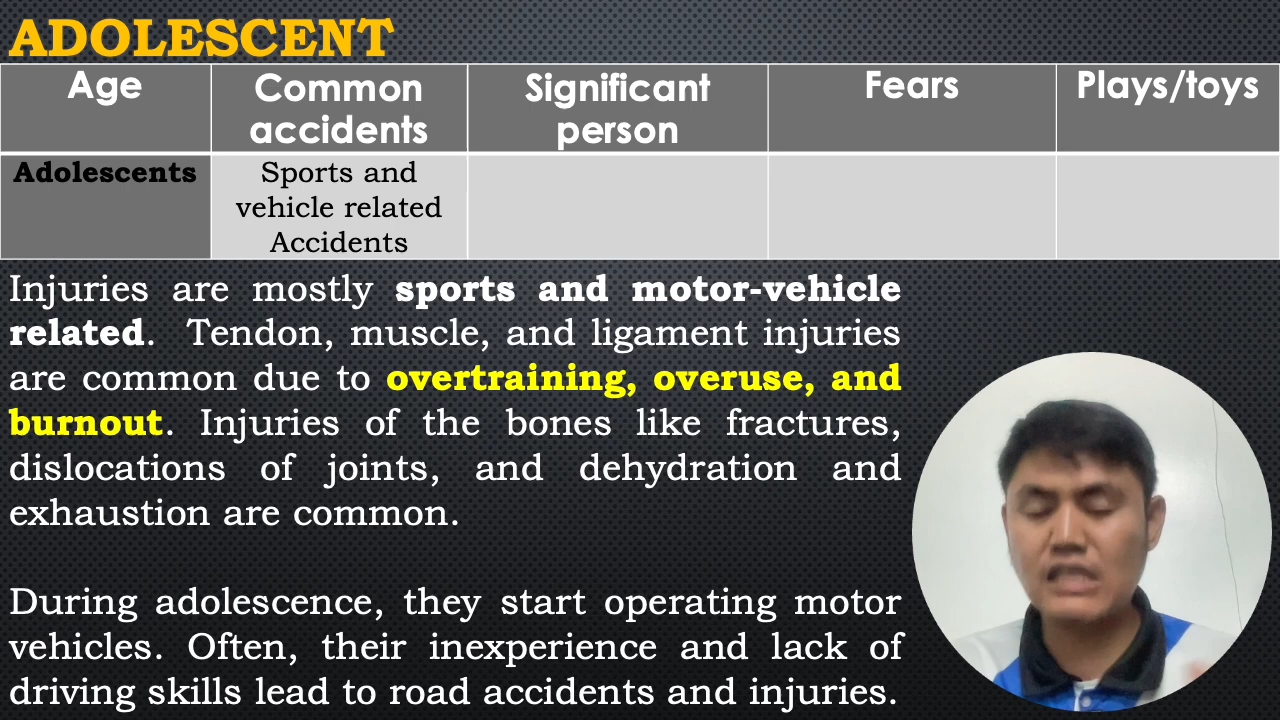 ADOLESCENT
Age
Common
accidents
Significant
person
Fears
Plays/toys
Adolescents
Sports and
vehicle related
Accidents
Injuries are mostly sports and motor-vehicle
related. Tendon, muscle, and ligament injuries
are common due to overtraining, overuse, and
burnout. Injuries of the bones like fractures,
dislocations of joints, and dehydration and
exhaustion are common.
During adolescence, they start operating motor
vehicles. Often, their inexperience and lack of
driving skills lead to road accidents and injuries.